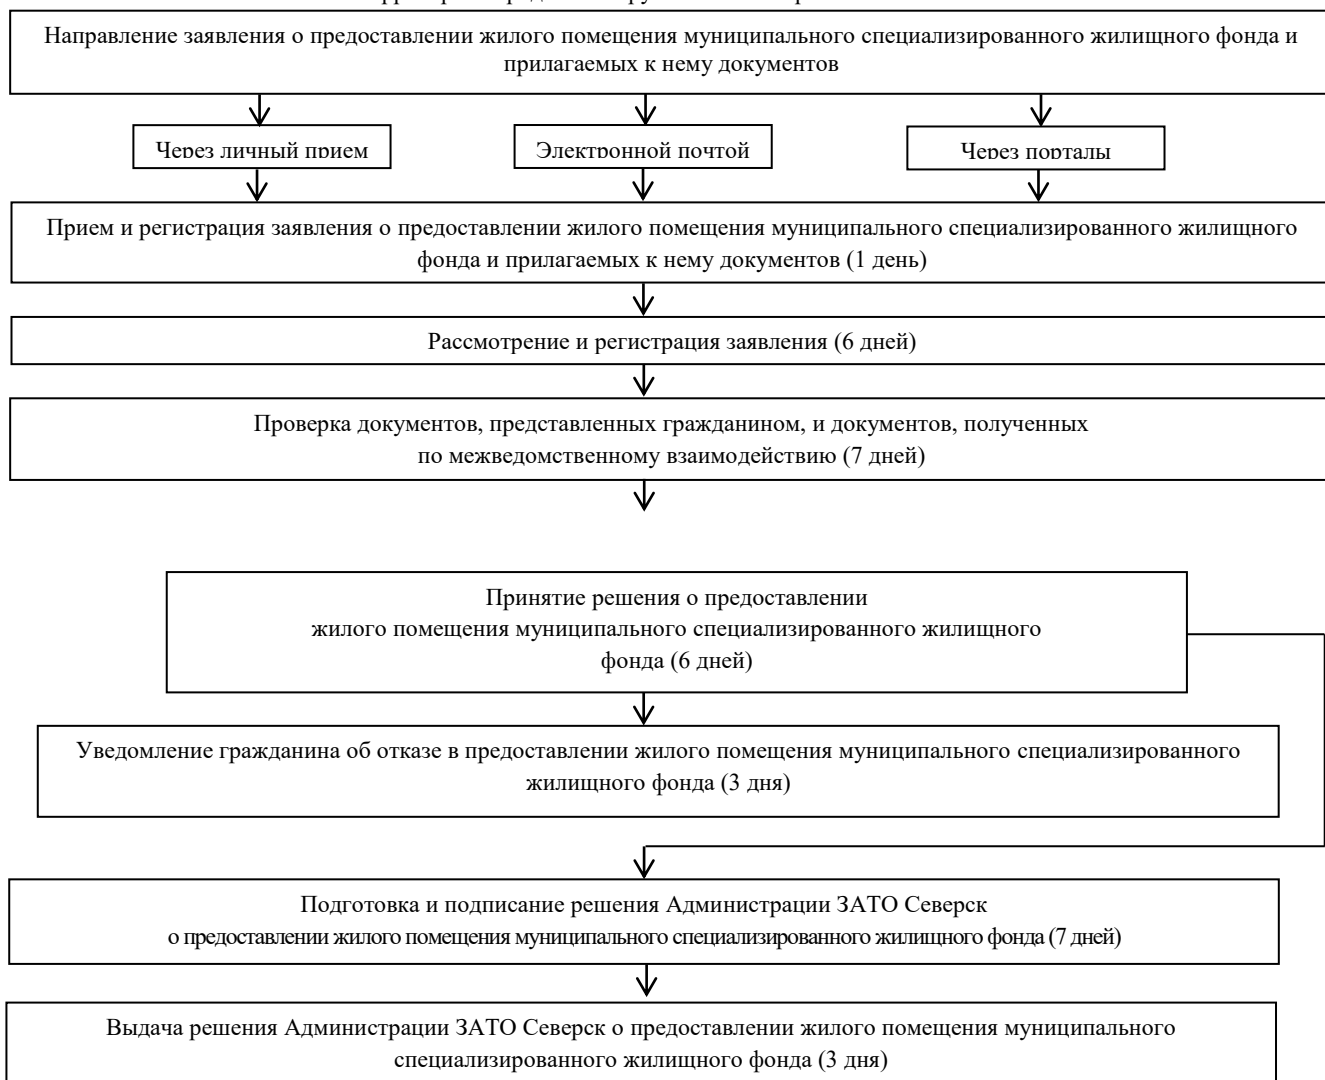 Направление заявления о предоставлении жилого помещения муниципального специализированного жилищного фонда и
прилагаемых к нему документов
Через личный прием
Электронной почтой
Через порталы
Прием и регистрация заявления о предоставлении жилого помещения муниципального специализированного жилищного
фонда и прилагаемых к нему документов (1 день)
Рассмотрение и регистрация заявления (6 дней)
Проверка документов, представленных гражданином, и документов, полученных
по межведомственному взаимодействию (7 дней)
Принятие решения о предоставлении
жилого помещения муниципального специализированного жилищного
фонда (6 дней)
Уведомление гражданина об отказе в предоставлении жилого помещения муниципального специализированного
жилищного фонда (3 дня)
Подготовка и подписание решения Администрации ЗАТО Северск
о предоставлении жилого помещения муниципального специализированного жилищного фонда (7 дней)
Выдача решения Администрации ЗАТО Северск о предоставлении жилого помещения муниципального
специализированного жилищного фонда (3 дня)